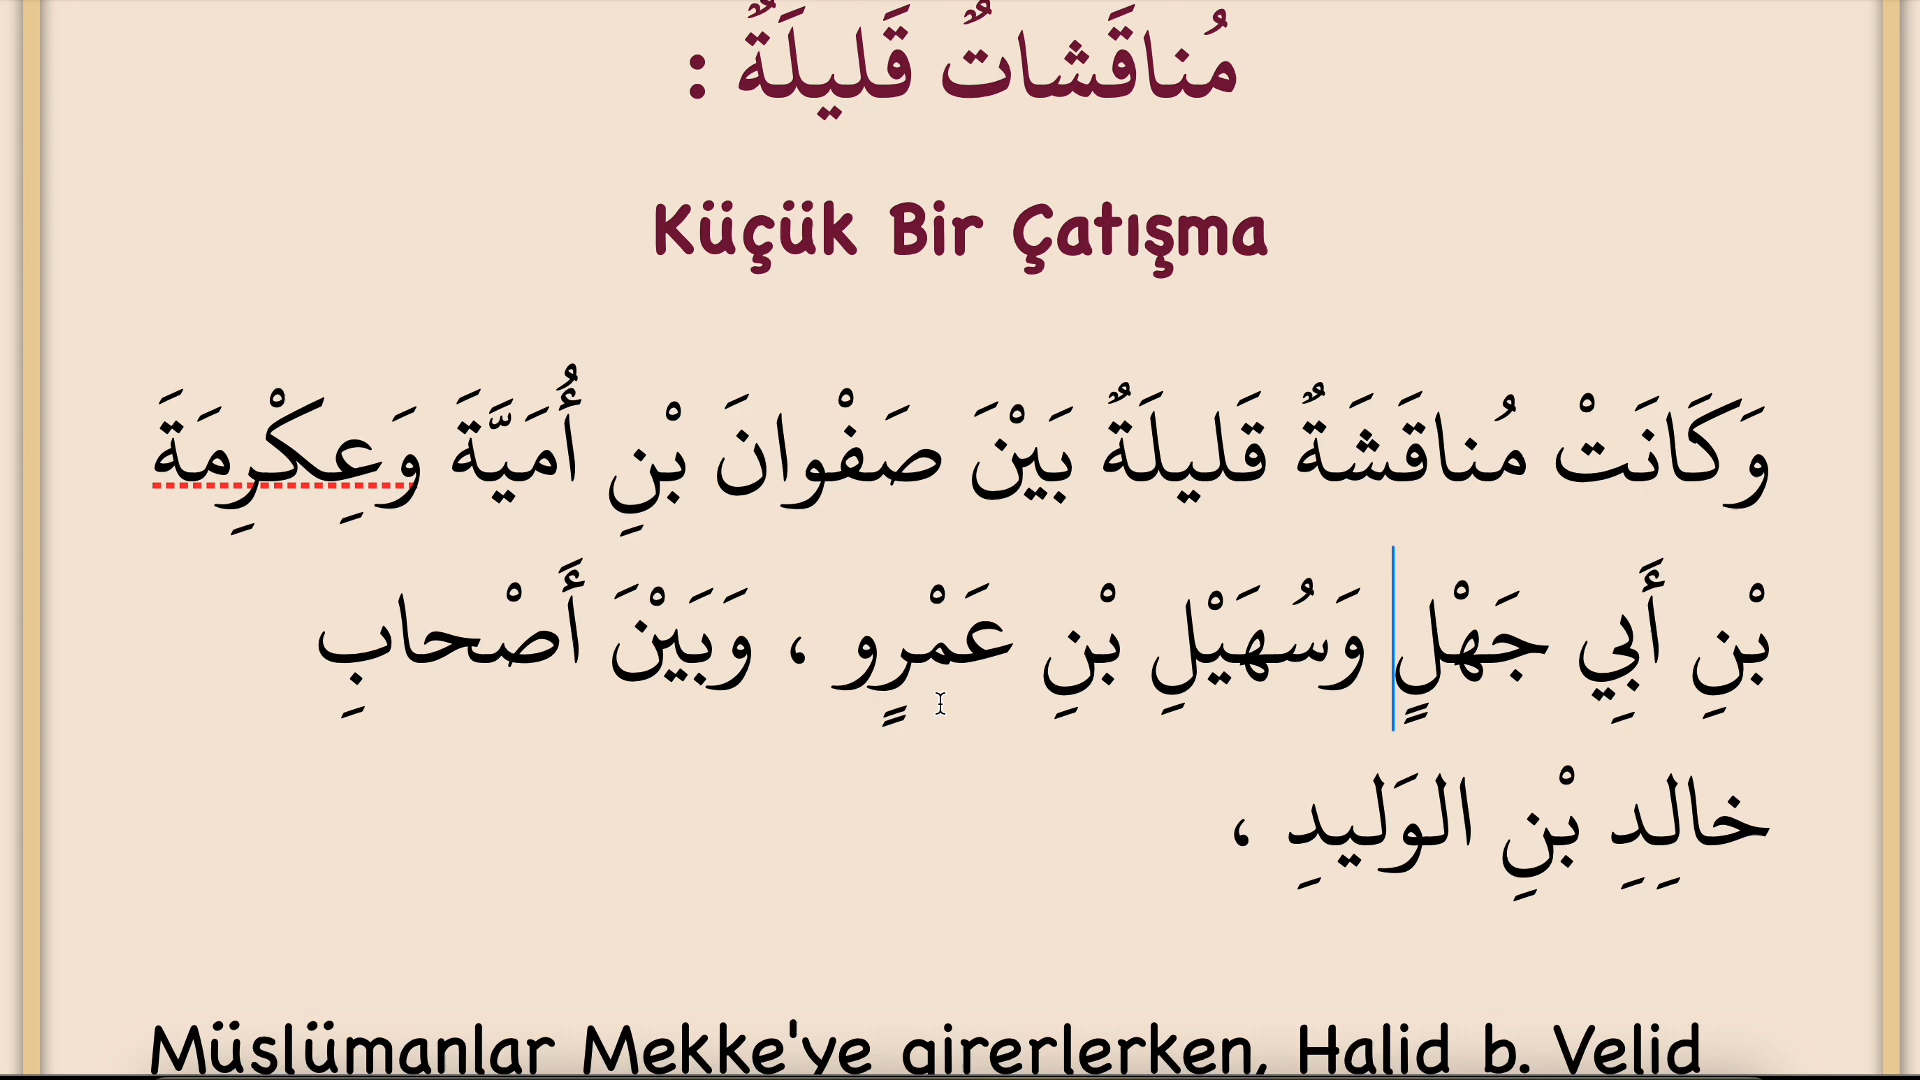 مُناقَشاتٌ قَليلَةٌ :
Küçük Bir Çatışma
وَكَانَتْ مُناقَشَةٌ قَليلَةٌ بَيْنَ صَفْوانَ بْنِ أُمَيَّةَ وَعِكْرِمَةَ
بْنِ أَبِي جَهْلٍ وَسُهَيْلِ بْنِ عَمْرٍو ، وَبَيْنَ أَصْحابِ
خالِدِ بْنِ الوَليدِ ،
Müslümanlar Mekke'ye girerlerken, Halid b. Velid